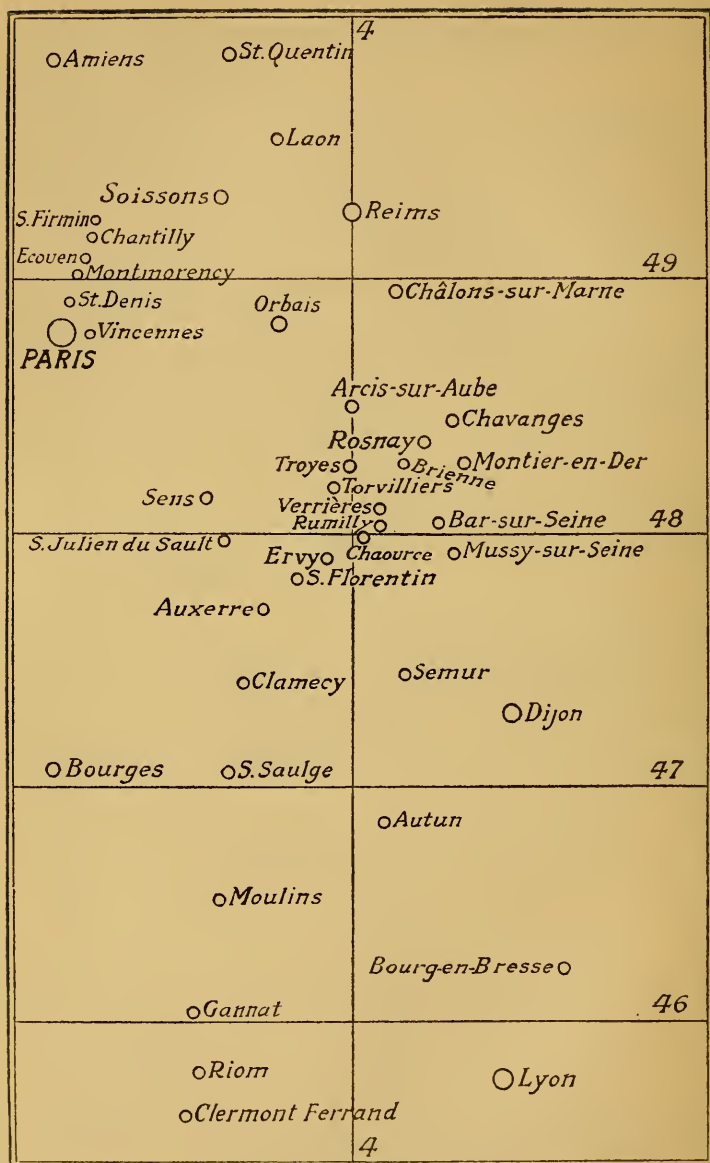 4
Amiens
St. Quentin
Laon
Soissons
Reims
S. Firmin
Chantilly
Ecouen
Montmorency
49
St. Denis
Châlons-sur-Marne
Orbais
Vincennes
PARIS
Arcis-sur-Aube
Chavanges
Rosnay
Troyes
Brienne
Montier-en-Der
Torvilliers
Sens
Verrières
Rumilly
Bar-sur-Seine
48
S. Julien du Sault
Chaource
Mussy-sur-Seine
Ervy
S. Florentin
Auxerre
Clamecy
Semur
Dijon
Bourges
S. Saulge
47
Autun
Moulins
Bourg-en-Bresse
Gannat
46
Riom
Lyon
Clermont Ferrand
4